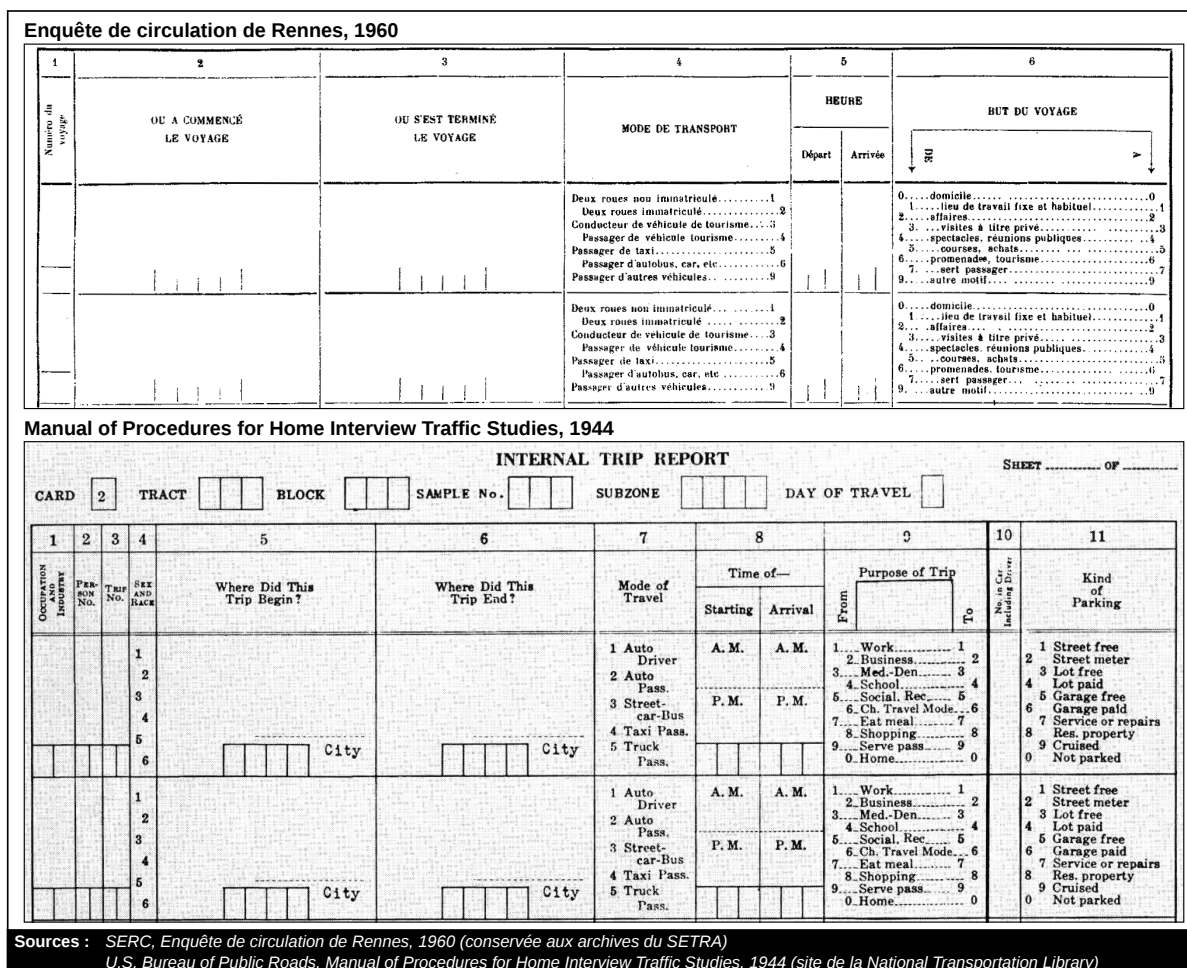 Enquête de circulation de Rennes, 1960
1 2 3 4 5 6
Numéro du voyage
OU A COMMENCÉ
LE VOYAGE
OU S'EST TERMINÉ
LE VOYAGE
MODE DE TRANSPORT
HEURE
Départ Arrivée
BUT DU VOYAGE
DE A
Deux roues non immatriculé..........1
Deux roues immatriculé..............2
Conducteur de véhicule de tourisme...3
Passager de véhicule tourisme........4
Passager de taxi....................5
Passager d'autobus, car, etc........6
Passager d'autres véhicules.........9
0.....domicile.....0
1.....lieu de travail fixe et habituel.....1
2.....affaires.....2
3.....visites à titre privé.....3
4.....spectacles, réunions publiques.....4
5.....courses, achats.....5
6.....promenades, tourisme.....6
7.....sert passager.....7
9.....autre motif.....9
Deux roues non immatriculé..........1
Deux roues immatriculé..............2
Conducteur de véhicule de tourisme...3
Passager de véhicule tourisme........4
Passager de taxi....................5
Passager d'autobus, car, etc........6
Passager d'autres véhicules.........9
0.....domicile.....0
1.....lieu de travail fixe et habituel.....1
2.....affaires.....2
3.....visites à titre privé.....3
4.....spectacles, réunions publiques.....4
5.....courses, achats.....5
6.....promenades, tourisme.....6
7.....sert passager.....7
9.....autre motif.....9
Manual of Procedures for Home Interview Traffic Studies, 1944
INTERNAL TRIP REPORT
SHEET ........ OF ........
CARD 2 TRACT BLOCK SAMPLE No. SUBZONE DAY OF TRAVEL
1 2 3 4 5 6 7 8 9 10 11
OCCUPATION AND INDUSTRY
PERSON NO.
TRIP NO.
SEX AND RACE
Where Did This
Trip Begin?
Where Did This
Trip End?
Mode of
Travel
Time of—
Starting Arrival
Purpose of Trip
From To
No. in Car Including Driver
Kind
of
Parking
1
2
3
4
5
6
City
City
1 Auto
Driver
2 Auto
Pass.
3 Street-
car-Bus
4 Taxi Pass.
5 Truck
Pass.
A. M. A. M.
P. M. P. M.
1....Work.....1
2..Business.....2
3....Med.-Den.....3
4..School.....4
5....Social, Rec.....5
6..Ch. Travel Mode...6
7....Eat meal.....7
8..Shopping.....8
9....Serve pass.....9
0..Home.....0
1 Street free
2 Street meter
3 Lot free
4 Lot paid
5 Garage free
6 Garage paid
7 Service or repairs
8 Res. property
9 Cruised
0 Not parked
1
2
3
4
5
6
City
City
1 Auto
Driver
2 Auto
Pass.
3 Street-
car-Bus
4 Taxi Pass.
5 Truck
Pass.
A. M. A. M.
P. M. P. M.
1....Work.....1
2..Business.....2
3....Med.-Den.....3
4..School.....4
5....Social, Rec.....5
6..Ch. Travel Mode...6
7....Eat meal.....7
8..Shopping.....8
9....Serve pass.....9
0..Home.....0
1 Street free
2 Street meter
3 Lot free
4 Lot paid
5 Garage free
6 Garage paid
7 Service or repairs
8 Res. property
9 Cruised
0 Not parked
Sources : SERC, Enquête de circulation de Rennes, 1960 (conservée aux archives du SETRA)
U.S. Bureau of Public Roads, Manual of Procedures for Home Interview Traffic Studies, 1944 (site de la National Transportation Library)